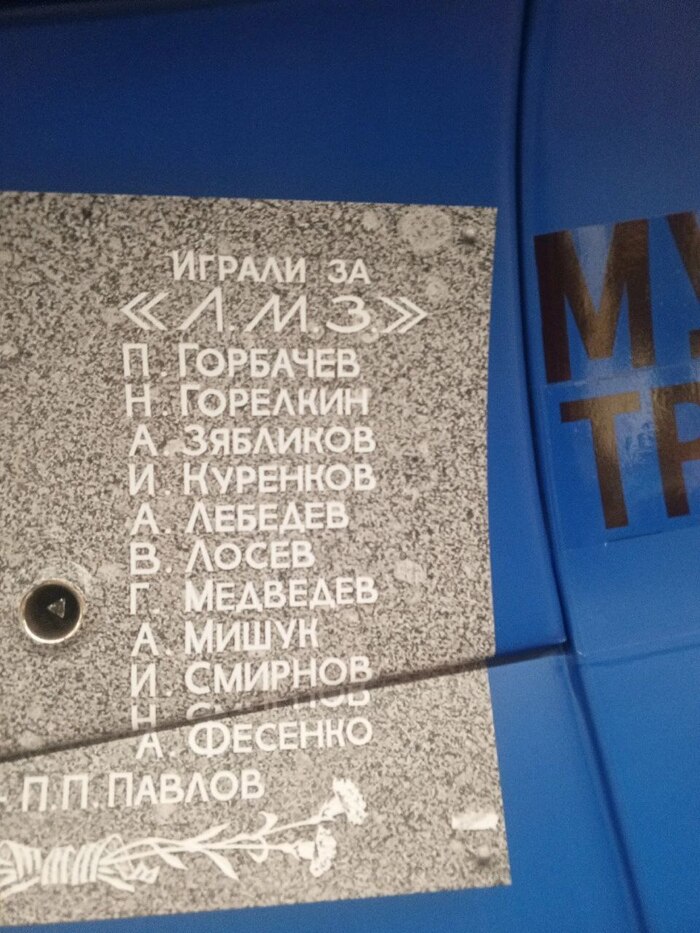 Играли за
«Л.М.З.»
П. Горбачев
Н. Горелкин
А. Зябликов
И. Куренков
А. Лебедев
В. Лосев
Г. Медведев
А. Мишук
И. Смирнов
Н.
А. Фесенко
- П.П. Павлов
МУ
ТР